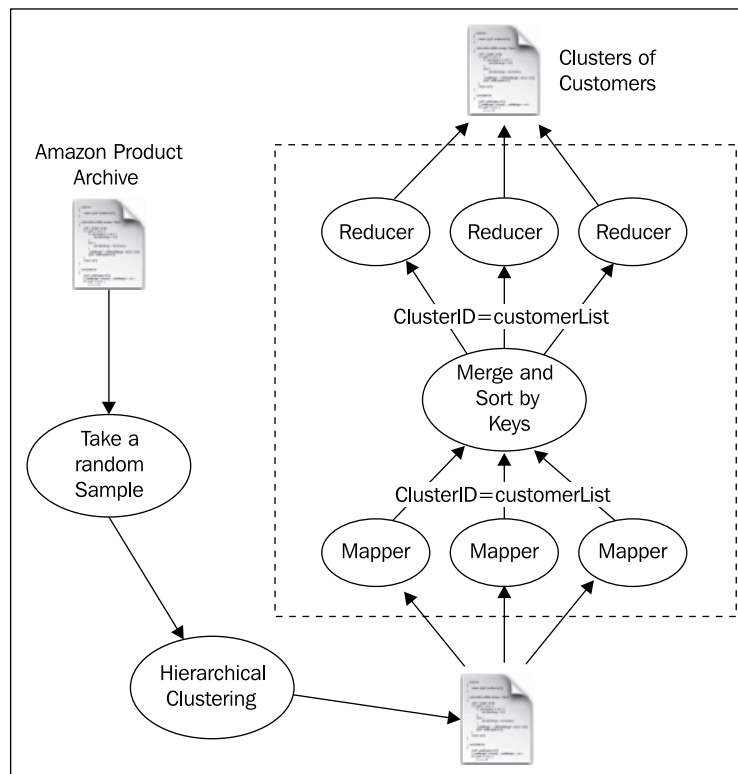 Clusters of
Customers
Amazon Product
Archive
Reducer
Reducer
Reducer
ClusterID=customerList
Merge and
Sort by
Keys
Take a
random
Sample
ClusterID=customerList
Mapper
Mapper
Mapper
Hierarchical
Clustering